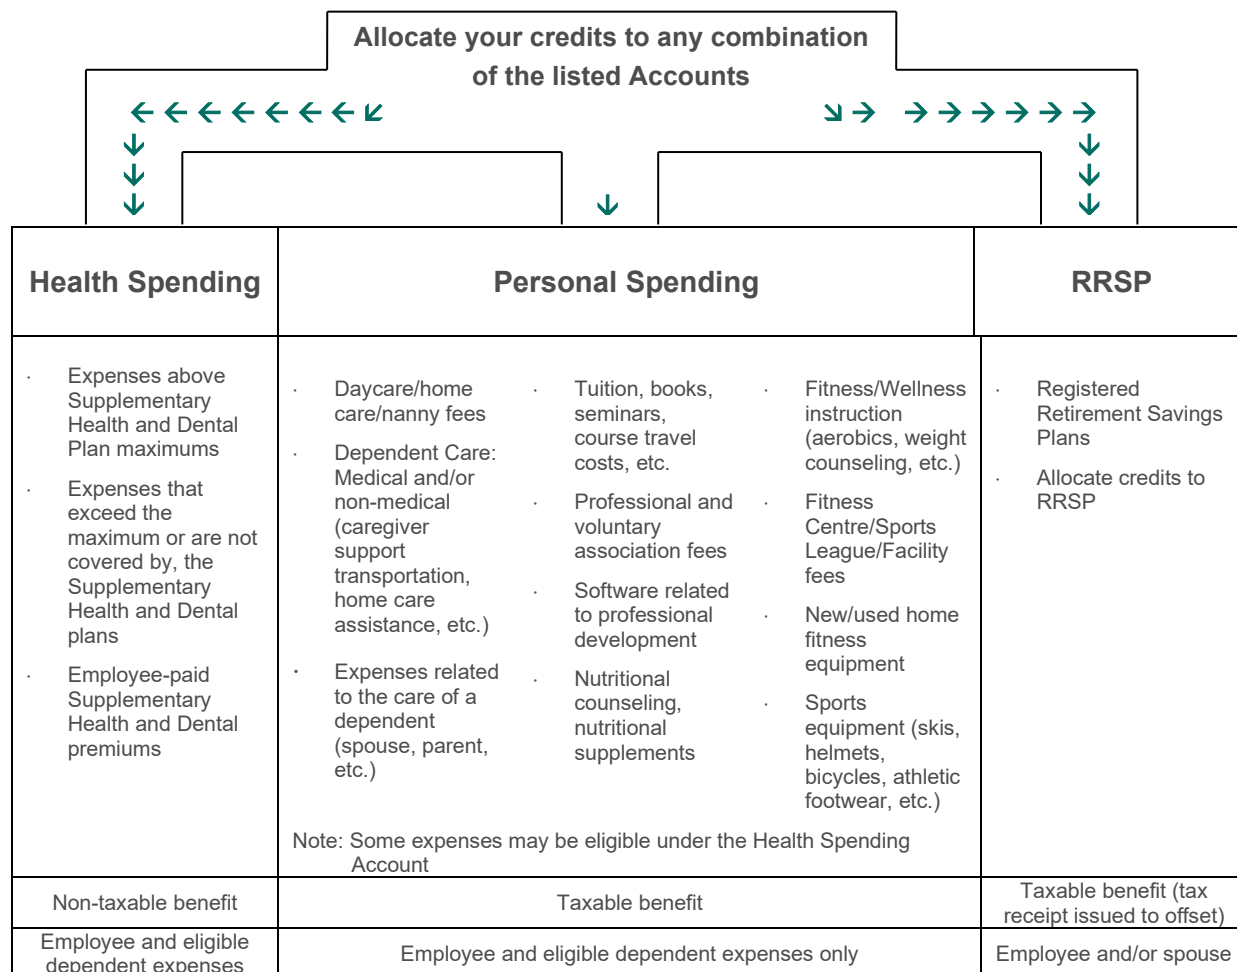 Allocate your credits to any combination
of the listed Accounts
Health Spending
Personal Spending
RRSP
· Expenses above
Supplementary
Health and Dental
Plan maximums
· Expenses that
exceed the
maximum or are not
covered by, the
Supplementary
Health and Dental
plans
· Employee-paid
Supplementary
Health and Dental
premiums
· Daycare/home
care/nanny fees
· Dependent Care:
Medical and/or
non-medical
(caregiver
support
transportation,
home care
assistance, etc.)
· Expenses related
to the care of a
dependent
(spouse, parent,
etc.)
· Tuition, books,
seminars,
course travel
costs, etc.
· Professional and
voluntary
association fees
· Software related
to professional
development
· Nutritional
counseling,
nutritional
supplements
· Fitness/Wellness
instruction
(aerobics, weight
counseling, etc.)
· Fitness
Centre/Sports
League/Facility
fees
· New/used home
fitness
equipment
· Sports
equipment (skis,
helmets,
bicycles, athletic
footwear, etc.)
Note: Some expenses may be eligible under the Health Spending
Account
· Registered
Retirement Savings
Plans
· Allocate credits to
RRSP
Non-taxable benefit
Taxable benefit
Taxable benefit (tax
receipt issued to offset)
Employee and eligible
dependent expenses
Employee and eligible dependent expenses only
Employee and/or spouse